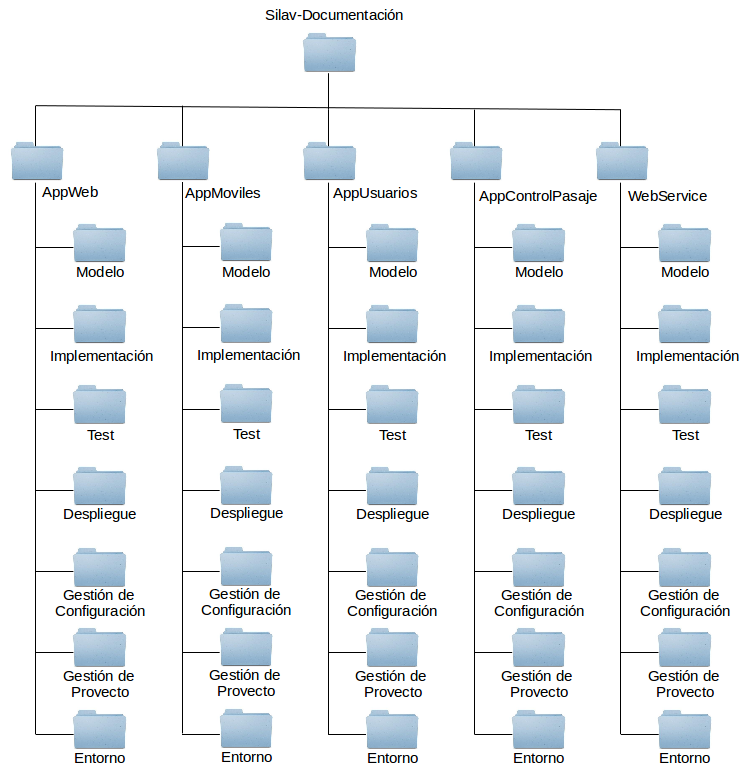 Silav-Documentación
AppWeb
AppMoviles
AppUsuarios
AppControlPasaje
WebService
Modelo
Modelo
Modelo
Modelo
Modelo
Implementación
Implementación
Implementación
Implementación
Implementación
Test
Test
Test
Test
Test
Despliegue
Despliegue
Despliegue
Despliegue
Despliegue
Gestión de
Configuración
Gestión de
Configuración
Gestión de
Configuración
Gestión de
Configuración
Gestión de
Configuración
Gestión de
Provecto
Gestión de
Provecto
Gestión de
Provecto
Gestión de
Provecto
Gestión de
Provecto
Entorno
Entorno
Entorno
Entorno
Entorno